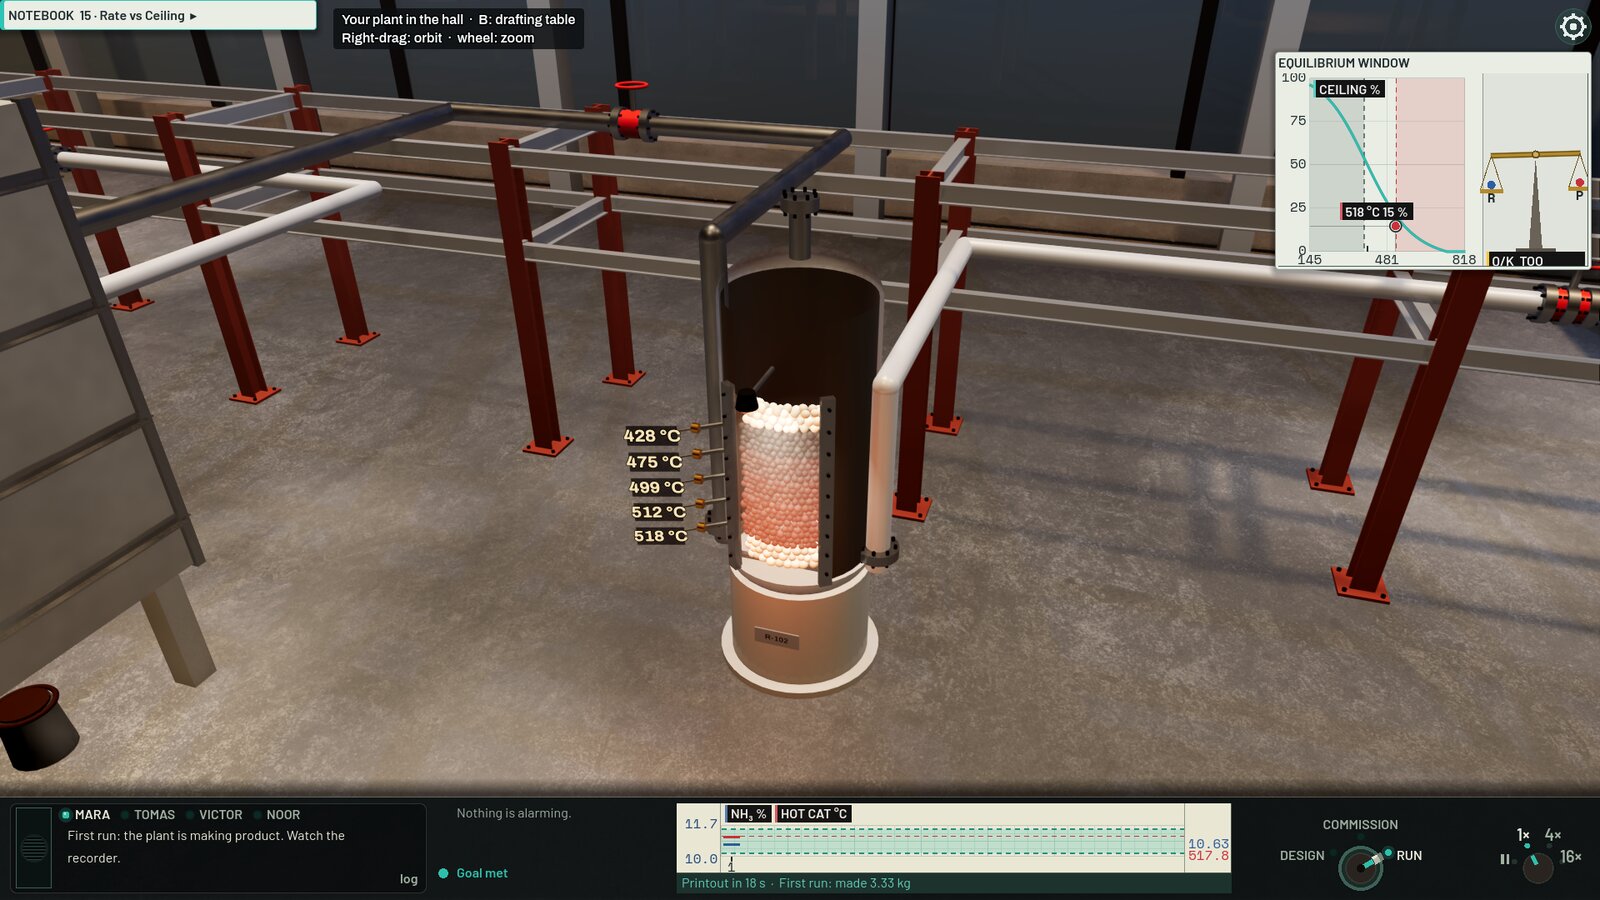 NOTEBOOK 15 · Rate vs Ceiling ▸
Your plant in the hall · B: drafting table
Right-drag: orbit · wheel: zoom
EQUILIBRIUM WINDOW
100
CEILING %
75
50
25
0
518 °C 15 %
145
481
818
R
P
Q/K TOO
428 °C
475 °C
499 °C
512 °C
518 °C
R-102
MARA
TOMAS
VICTOR
NOOR
First run: the plant is making product. Watch the
recorder.
log
Nothing is alarming.
Goal met
NH₃ %
HOT CAT °C
11.7
10.0
1
10.63
517.8
Printout in 18 s · First run: made 3.33 kg
COMMISSION
DESIGN
RUN
1×
4×
16×